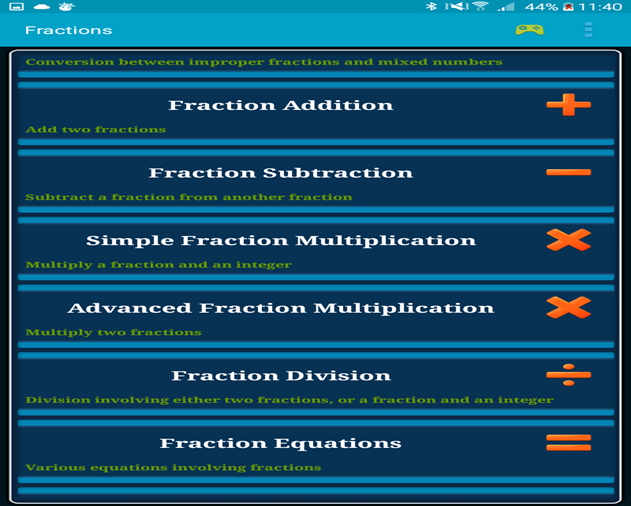 44% 11:40
Fractions
Conversion between improper fractions and mixed numbers
Fraction Addition
Add two fractions
Fraction Subtraction
Subtract a fraction from another fraction
Simple Fraction Multiplication
Multiply a fraction and an integer
Advanced Fraction Multiplication
Multiply two fractions
Fraction Division
Division involving either two fractions, or a fraction and an integer
Fraction Equations
Various equations involving fractions